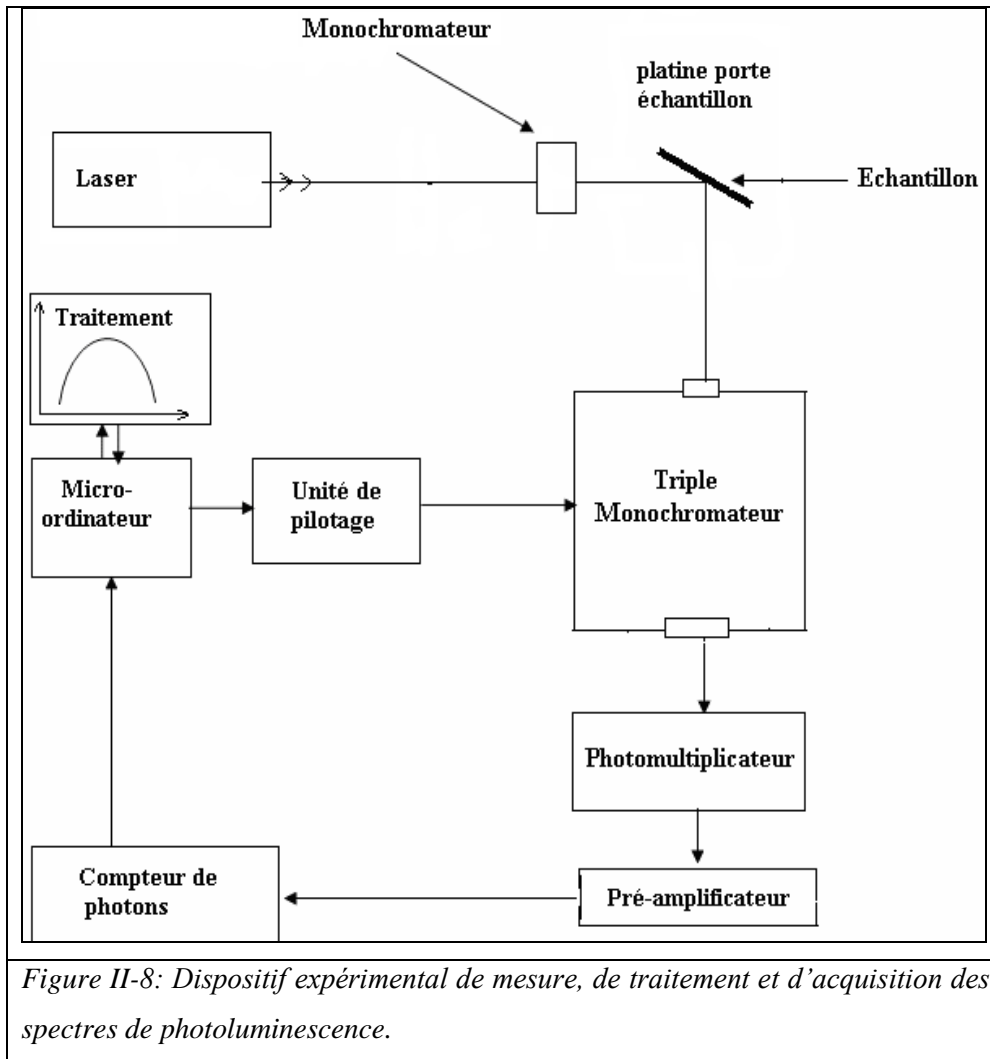 Monochromateur
platine porte
échantillon
Laser
Echantillon
Traitement
Micro-
ordinateur
Unité de
pilotage
Triple
Monochromateur
Photomultiplicateur
Compteur de
photons
Pré-amplificateur
Figure II-8: Dispositif expérimental de mesure, de traitement et d'acquisition des
spectres de photoluminescence.